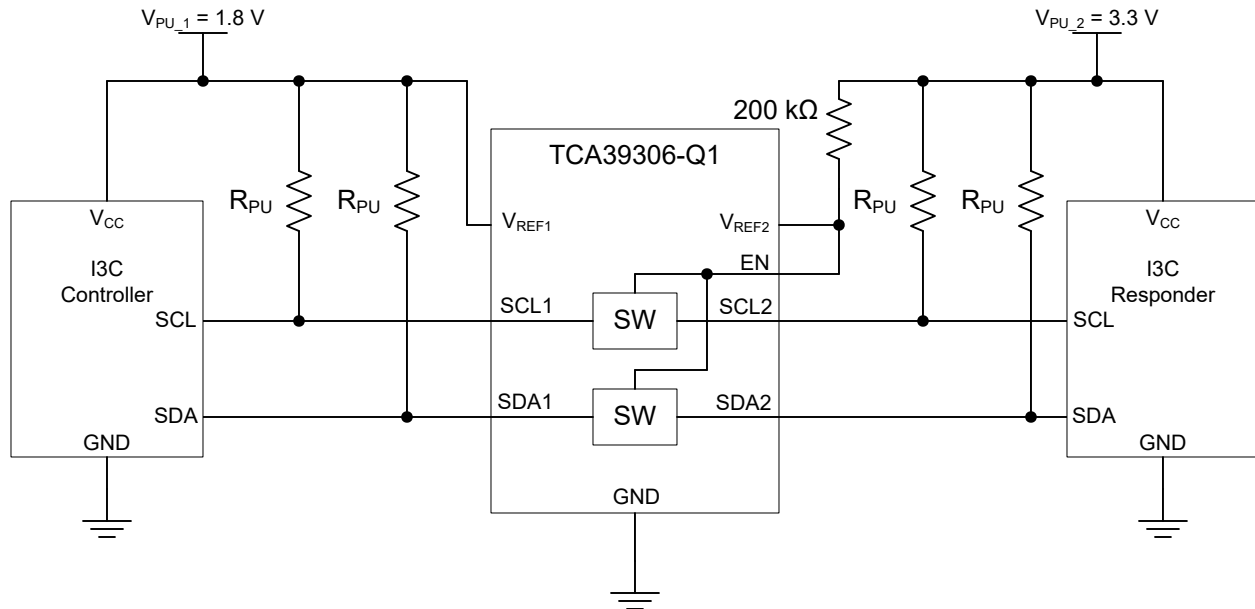 V_PU_1 = 1.8 V
V_PU_2 = 3.3 V
200 kΩ
TCA39306-Q1
R_PU
R_PU
R_PU
R_PU
V_CC
I3C
Controller
SCL
SDA
GND
V_REF1
V_REF2
EN
SCL1
SW
SCL2
SDA1
SW
SDA2
GND
V_CC
I3C
Responder
SCL
SDA
GND